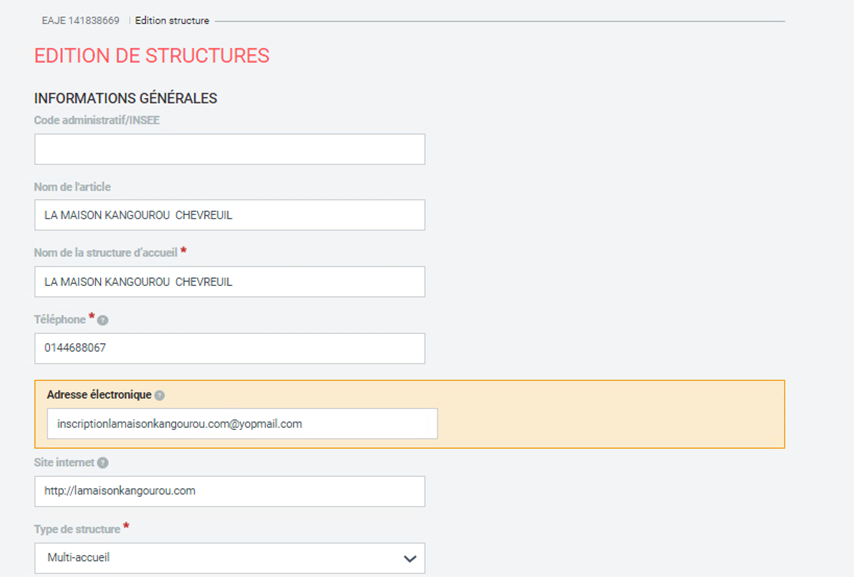 EAJE 141838669 | Edition structure
EDITION DE STRUCTURES
INFORMATIONS GÉNÉRALES
Code administratif/INSEE
Nom de l'article
LA MAISON KANGOUROU CHEVREUIL
Nom de la structure d'accueil *
LA MAISON KANGOUROU CHEVREUIL
Téléphone * ?
0144688067
Adresse électronique ?
inscriptionlamaisonkangourou.com@yopmail.com
Site internet ?
http://lamaisonkangourou.com
Type de structure *
Multi-accueil